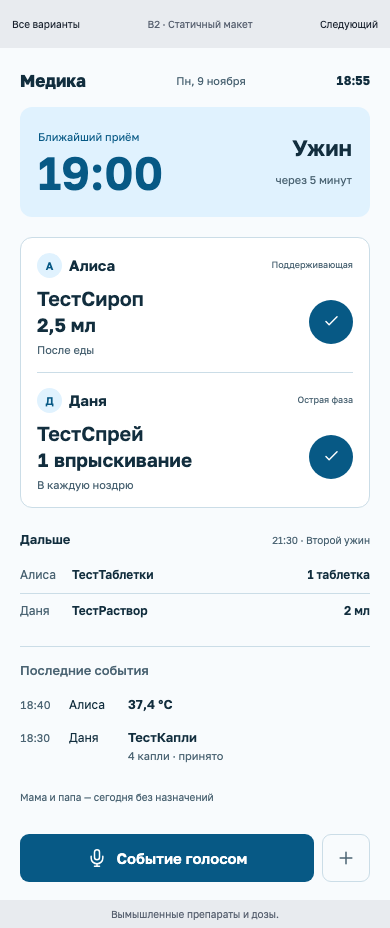 Все варианты
B2 · Статичный макет
Следующий
Медика
Пн, 9 ноября
18:55
Ближайший приём
19:00
Ужин
через 5 минут
А
Алиса
Поддерживающая
ТестСироп
2,5 мл
После еды
Д
Даня
Острая фаза
ТестСпрей
1 впрыскивание
В каждую ноздрю
Дальше
21:30 · Второй ужин
Алиса
ТестТаблетки
1 таблетка
Даня
ТестРаствор
2 мл
Последние события
18:40
Алиса
37,4 °C
18:30
Даня
ТестКапли
4 капли · принято
Мама и папа — сегодня без назначений
Событие голосом
Вымышленные препараты и дозы.